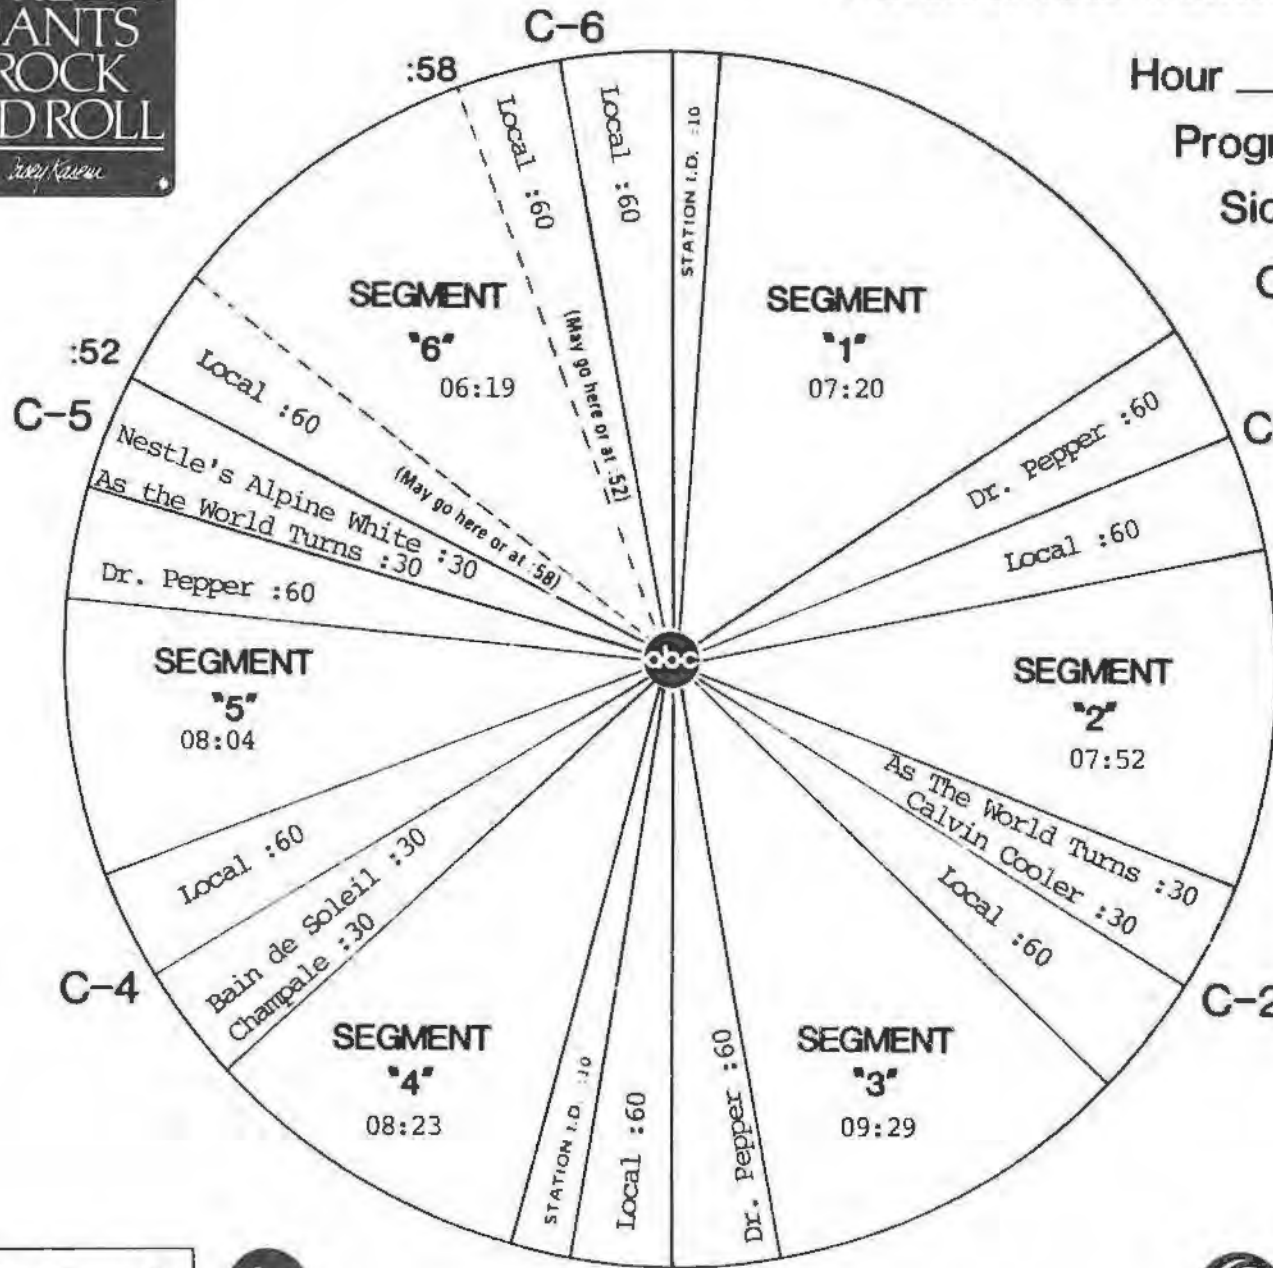 ANTS
ROCK
D ROLL
Casey Kasem
C-6
:58
Hour
Local :60
Local :60
STATION I.D. :10
SEGMENT
"6"
06:19
(May go here or at :52)
SEGMENT
"1"
07:20
:52
C-5
Local :60
(May go here or at :58)
Nestle's Alpine White :30
As the World Turns :30
Dr. Pepper :60
Dr. Pepper :60
Local :60
abc
SEGMENT
"5"
08:04
SEGMENT
"2"
07:52
As The World Turns :30
Calvin Cooler :30
Local :60
C-2
Local :60
Bain de Soleil :30
Champale :30
C-4
SEGMENT
"4"
08:23
STATION I.D. :10
Local :60
Dr. Pepper :60
SEGMENT
"3"
09:29